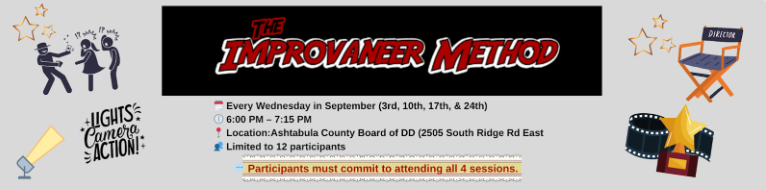 THE
IMPROVANEER METHOD
DIRECTOR
LIGHTS
Camera
ACTION!
Every Wednesday in September (3rd, 10th, 17th, & 24th)
6:00 PM – 7:15 PM
Location:Ashtabula County Board of DD (2505 South Ridge Rd East
Limited to 12 participants
Participants must commit to attending all 4 sessions.